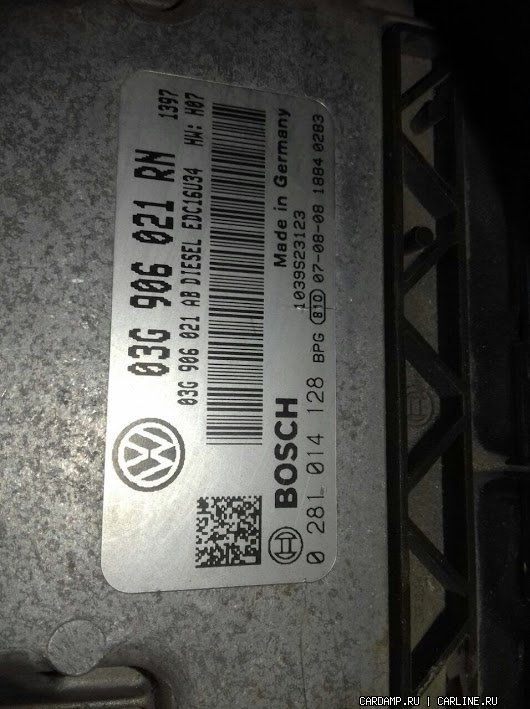 03G 906 021 RN 1397
03G 906 021 AB DIESEL EDC16U34 HW: H07
BOSCH Made in Germany
1039S23123
0 281 014 128 BPG 810 07-08-08 1884 0283
CARDAMP.RU | CARLINE.RU